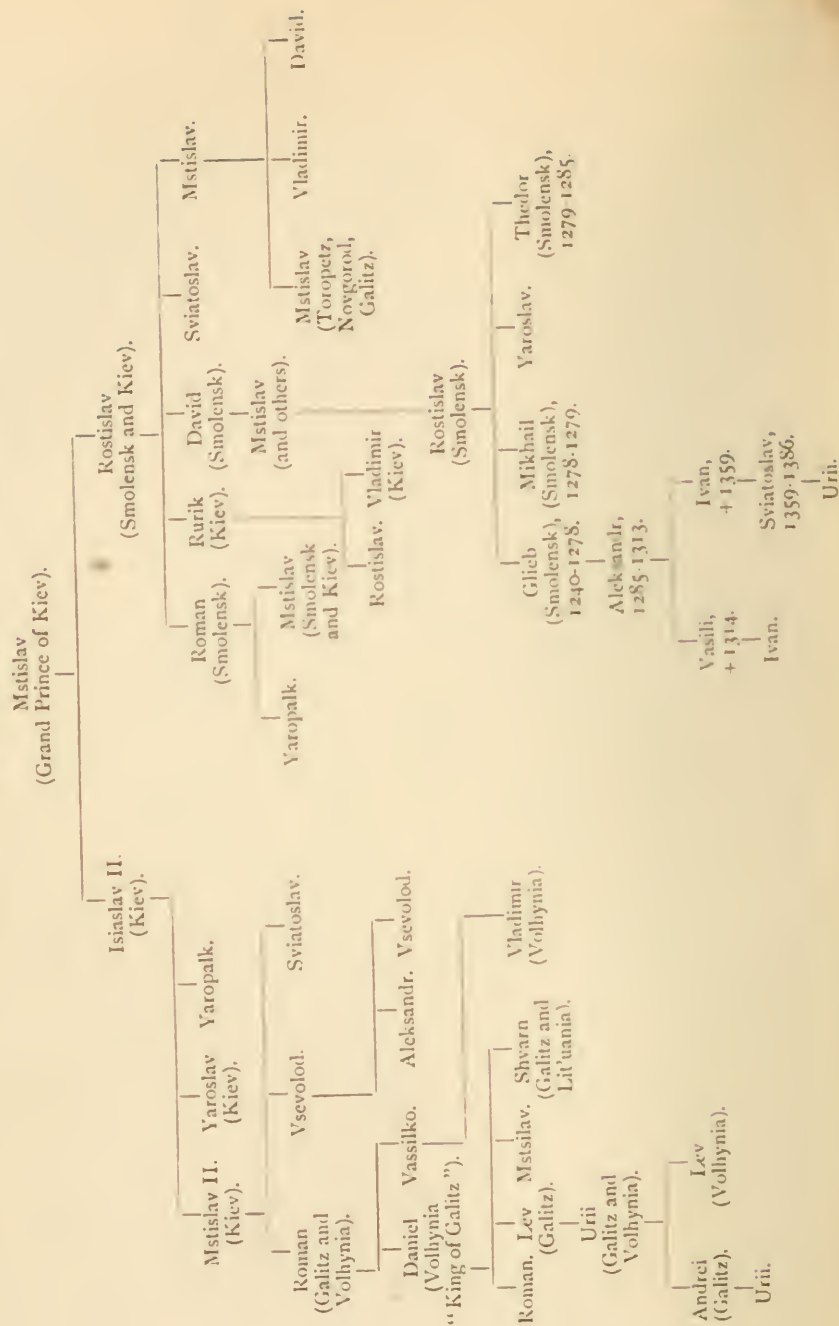 Mstislav
(Grand Prince of Kiev).
Isiaslav II.
(Kiev).
Rostislav
(Smolensk and Kiev).
Mstislav II.
(Kiev).
Yaroslav
(Kiev).
Yaropalk.
Roman
(Smolensk).
Rurik
(Kiev).
David
(Smolensk).
Sviatoslav.
Mstislav.
Roman
(Galitz and
Volhynia).
Vsevolod.
Sviatoslav.
Yaropalk.
Mstislav
(Smolensk
and Kiev).
Rostislav.
Vladimir
(Kiev).
Mstislav
(and others).
Mstislav
(Toropetz,
Novgorod,
Galitz).
Vladimir.
David.
Daniel
(Volhynia
"King of Galitz").
Vassilko.
Aleksandr.
Vsevolod.
Rostislav
(Smolensk).
Roman.
Lev
(Galitz).
Mstsilav.
Shvarn
(Galitz and
Lit'uania).
Vladimir
(Volhynia).
Glieb
(Smolensk),
1240-1278.
Mikhail
(Smolensk),
1278-1279.
Yaroslav.
Thedor
(Smolensk),
1279-1285.
Urii
(Galitz and
Volhynia).
Aleksandr,
1285-1313.
Andrei
(Galitz).
Lev
(Volhynia).
Vasili,
+ 1314.
Ivan,
+ 1359.
Urii.
Ivan.
Sviatoslav,
1359-1386.
Urii.